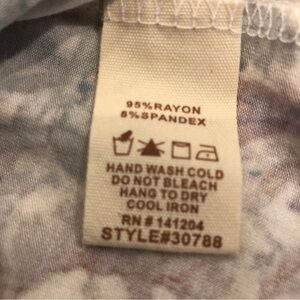 95%RAYON
5%SPANDEX
HAND WASH COLD
DO NOT BLEACH
HANG TO DRY
COOL IRON
RN # 141204
STYLE#30788